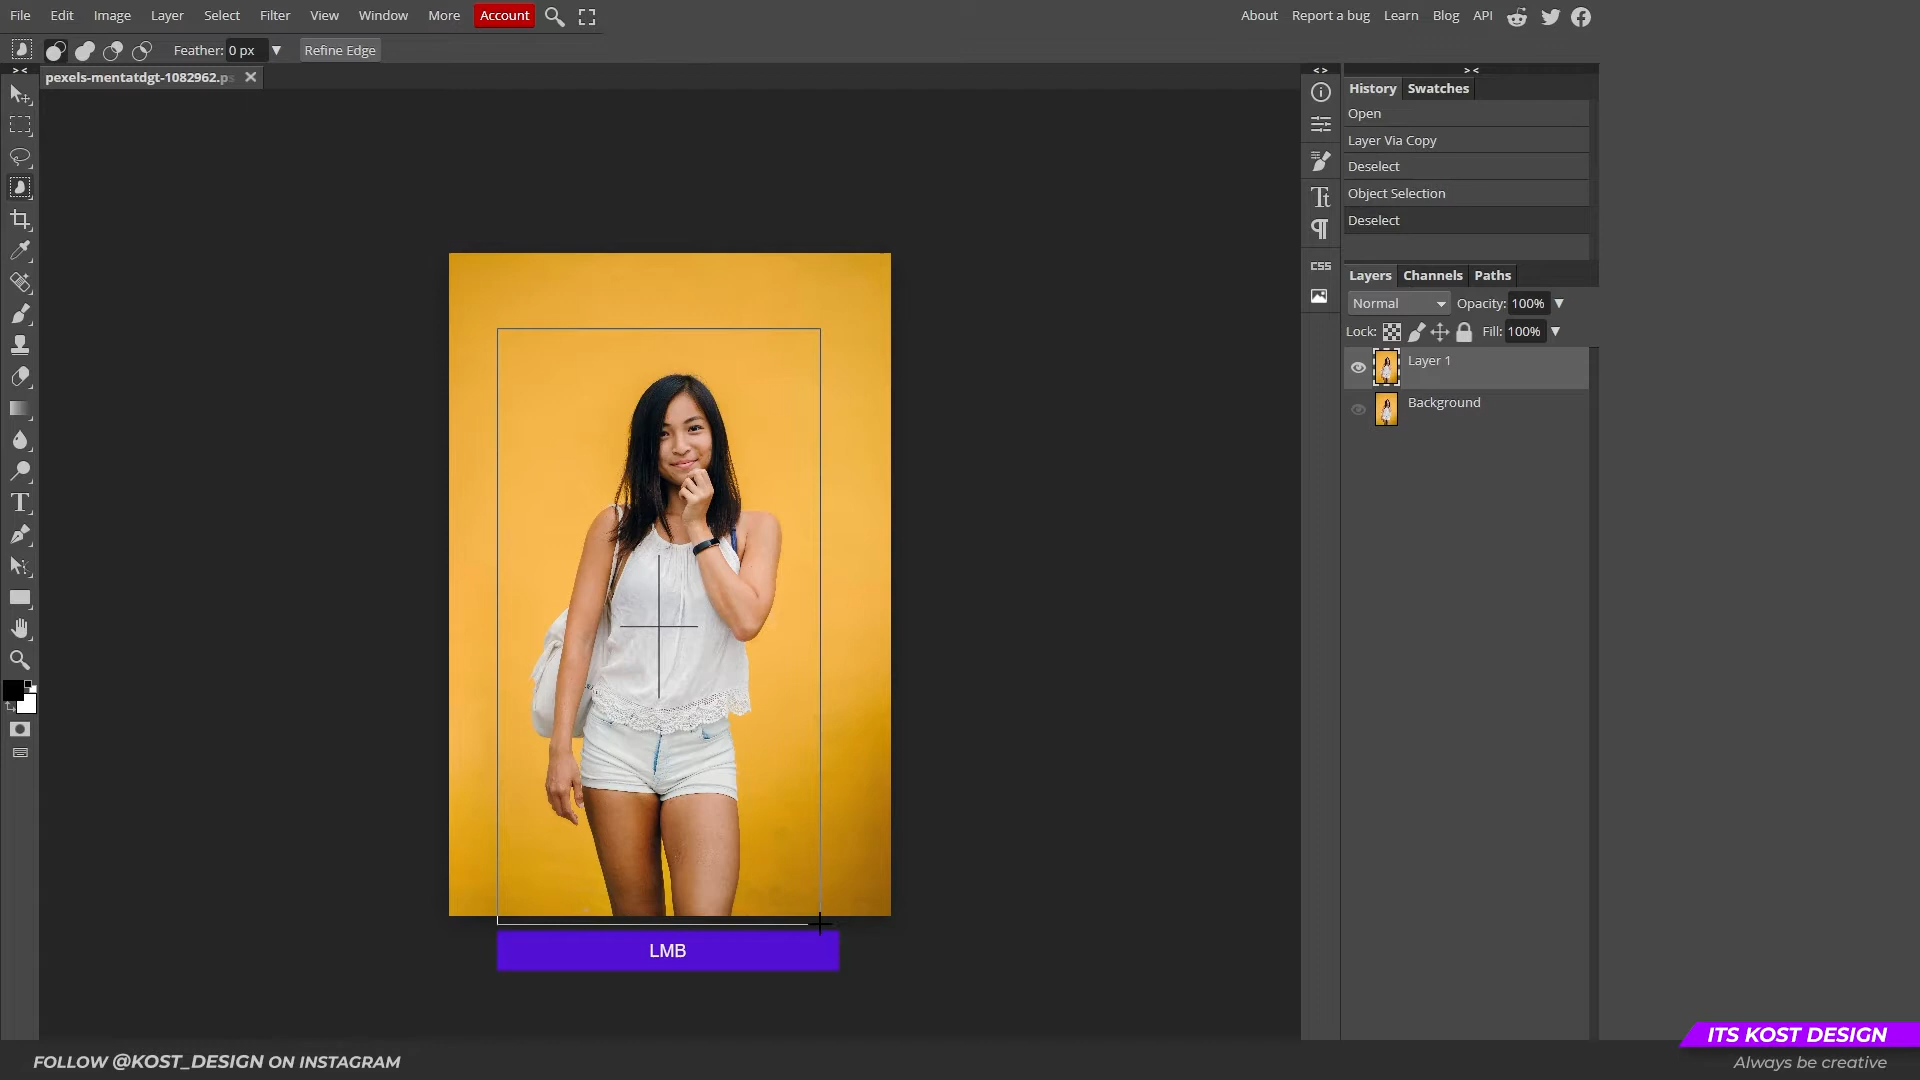 File Edit Image Layer Select Filter View Window More Account
About Report a bug Learn Blog API
Feather: 0 px Refine Edge
> <
pexels-mentatdgt-1082962.ps
< >
> <
History Swatches
Open
Layer Via Copy
Deselect
Object Selection
Deselect
CSS
Layers Channels Paths
Normal Opacity: 100%
Lock: Fill: 100%
Layer 1
Background
LMB
ITS KOST DESIGN
FOLLOW @KOST_DESIGN ON INSTAGRAM
Always be creative